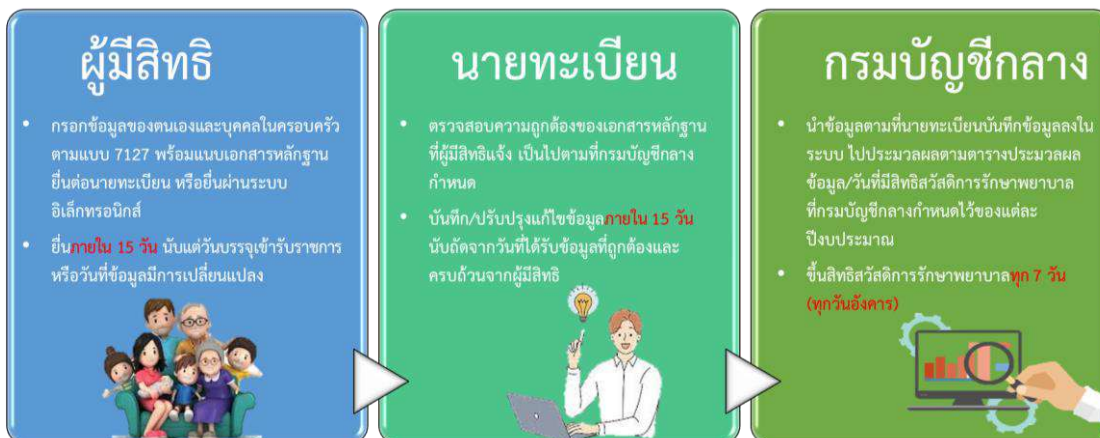 ผู้มีสิทธิ
• กรอกข้อมูลของตนเองและบุคคลในครอบครัว
ตามแบบ 7127 พร้อมแนบเอกสารหลักฐาน
ยื่นต่อนายทะเบียน หรือยื่นผ่านระบบ
อิเล็กทรอนิกส์
• ยื่นภายใน 15 วัน นับแต่วันบรรจุเข้ารับราชการ
หรือวันที่ข้อมูลมีการเปลี่ยนแปลง
นายทะเบียน
• ตรวจสอบความถูกต้องของเอกสารหลักฐาน
ที่ผู้มีสิทธิแจ้ง เป็นไปตามที่กรมบัญชีกลาง
กำหนด
• บันทึก/ปรับปรุงแก้ไขข้อมูลภายใน 15 วัน
นับถัดจากวันที่ได้รับข้อมูลที่ถูกต้องและ
ครบถ้วนจากผู้มีสิทธิ
กรมบัญชีกลาง
• นำข้อมูลตามที่นายทะเบียนบันทึกข้อมูลลงใน
ระบบ ไปประมวลผลตามตารางประมวลผล
ข้อมูล/วันที่มีสิทธิสวัสดิการรักษาพยาบาล
ที่กรมบัญชีกลางกำหนดไว้ของแต่ละ
ปีงบประมาณ
• ขึ้นสิทธิสวัสดิการรักษาพยาบาลทุก 7 วัน
(ทุกวันอังคาร)